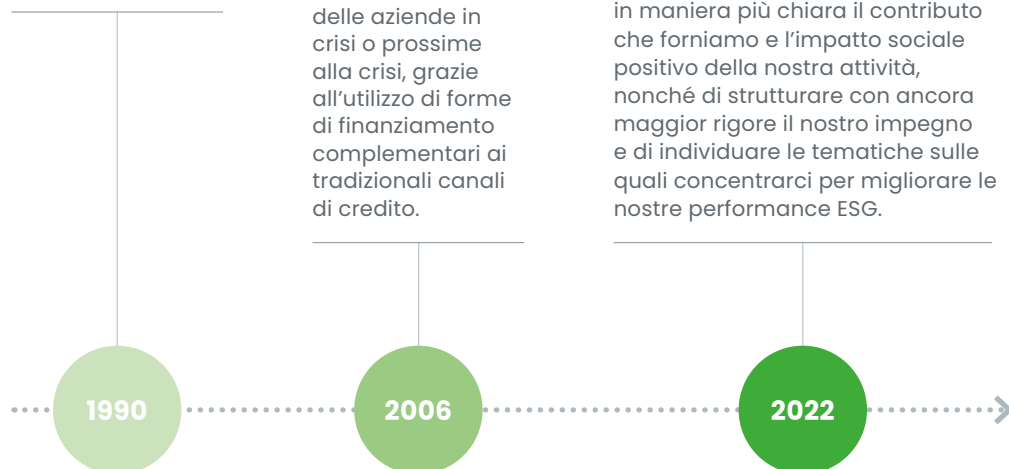 delle aziende in
crisi o prossime
alla crisi, grazie
all’utilizzo di forme
di finanziamento
complementari ai
tradizionali canali
di credito.
in maniera più chiara il contributo
che forniamo e l’impatto sociale
positivo della nostra attività,
nonché di strutturare con ancora
maggior rigore il nostro impegno
e di individuare le tematiche sulle
quali concentrarci per migliorare le
nostre performance ESG.
1990
2006
2022